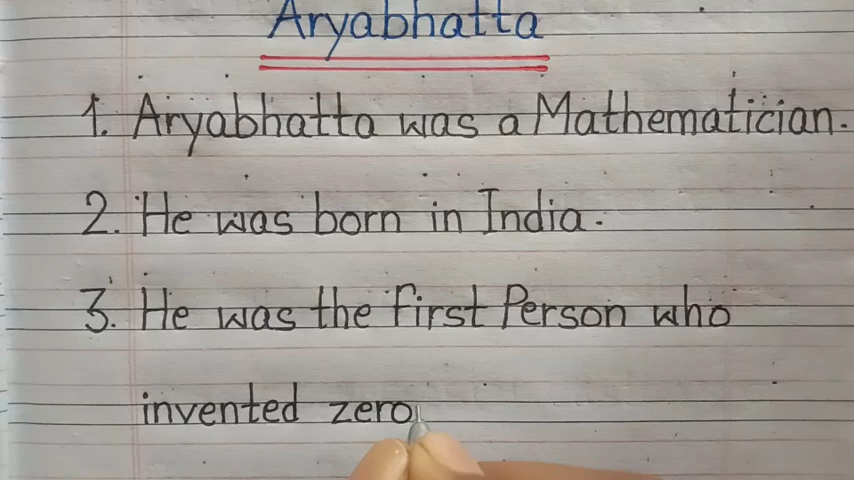 Aryabhatta
1. Aryabhatta was a Mathematician.
2. He was born in India.
3. He was the first Person who
invented zero